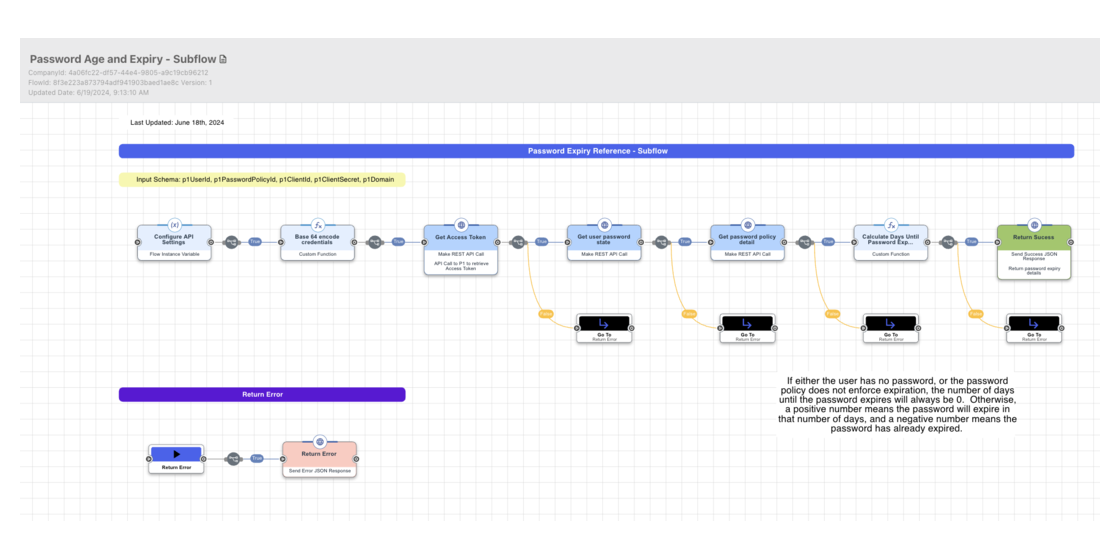 Password Age and Expiry - Subflow
CompanyId: 4a06fc22-df57-44e4-9805-a9c19cb96212
FlowId: 6f3e223a873794adf941903baed1ae6c Version: 1
Updated Date: 6/19/2024, 9:13:10 AM
Last Updated: June 18th, 2024
Password Expiry Reference - Subflow
Input Schema: p1UserId, p1PasswordPolicyId, p1ClientId, p1ClientSecret, p1Domain
Configure API
Settings
Flow Instance Variable
True
Base 64 encode
credentials
Custom Function
True
Get Access Token
Make REST API Call
API Call to P1 to retrieve
Access Token
True
Get user password
state
Make REST API Call
True
Get password policy
detail
Make REST API Call
True
Calculate Days Until
Password Exp...
Custom Function
True
Return Sucess
Send Success JSON
Response
Return password expiry
details
False
Go To
Return Error
False
Go To
Return Error
False
Go To
Return Error
False
Go To
Return Error
If either the user has no password, or the password
policy does not enforce expiration, the number of days
until the password expires will always be 0. Otherwise,
a positive number means the password will expire in
that number of days, and a negative number means the
password has already expired.
Return Error
Return Error
True
Return Error
Send Error JSON Response